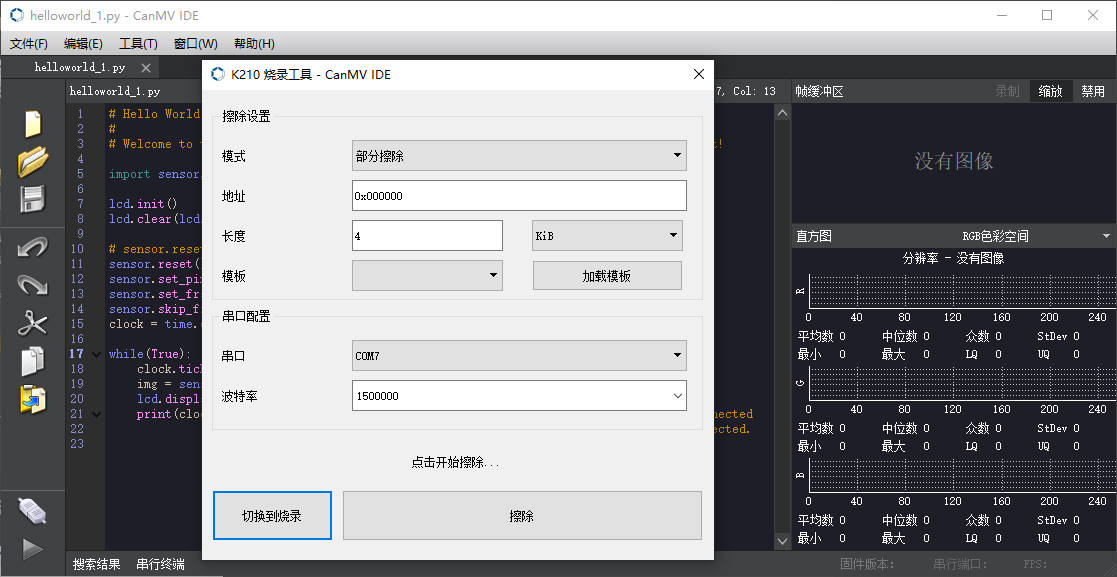 helloworld_1.py - CanMV IDE
文件(F) 编辑(E) 工具(T) 窗口(W) 帮助(H)
helloworld_1.py
helloworld_1.py
7, Col: 13
帧缓冲区 录制 缩放 禁用
1 # Hello World
2 #
3 # Welcome to
4
5 import sensor,
6
7 lcd.init()
8 lcd.clear(lcd
9
10 # sensor.reset
11 sensor.reset(
12 sensor.set_pi
13 sensor.set_fr
14 sensor.skip_f
15 clock = time.
16
17 while(True):
18 clock.tic
19 img = sen
20 lcd.displ
21 print(clo
22
23
nected
ected.
K210 烧录工具 - CanMV IDE
擦除设置
模式 部分擦除
地址 0x000000
长度 4 KiB
模板 加载模板
串口配置
串口 COM7
波特率 1500000
点击开始擦除...
切换到烧录 擦除
没有图像
直方图 RGB色彩空间
分辨率 - 没有图像
R
0 40 80 120 160 200 240
平均数 0 中位数 0 众数 0 StDev 0
最小 0 最大 0 LQ 0 UQ 0
G
0 40 80 120 160 200 240
平均数 0 中位数 0 众数 0 StDev 0
最小 0 最大 0 LQ 0 UQ 0
B
0 40 80 120 160 200 240
平均数 0 中位数 0 众数 0 StDev 0
最小 0 最大 0 LQ 0 UQ 0
搜索结果 串行终端
固件版本: 串行端口: FPS: